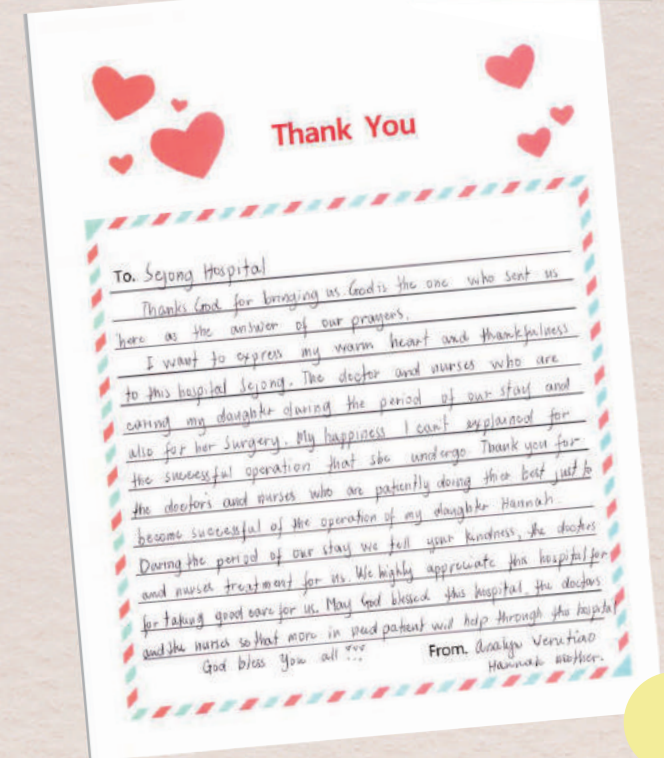 Thank You
To. Sejong Hospital
Thanks God for bringing us. God is the one who sent us
here as the answer of our prayers.
I want to express my warm heart and thankfulness
to this hospital Sejong. The doctor and nurses who are
caring my daughter during the period of our stay and
also for her surgery. My happiness I can't explained for
the successful operation that she undergo. Thank you for
the doctors and nurses who are patiently doing thier best just to
become successful of the operation of my daughter Hannah.
During the period of our stay we fell your kindness, the doctors
and nurses treatment for us. We highly appreciate this hospital for
for taking good care for us. May God blessed this hospital, the doctors
and the nurses so that more in need patient will help through this hospital
God bless you all
From. Analyn Verutiao
Hannah mother.